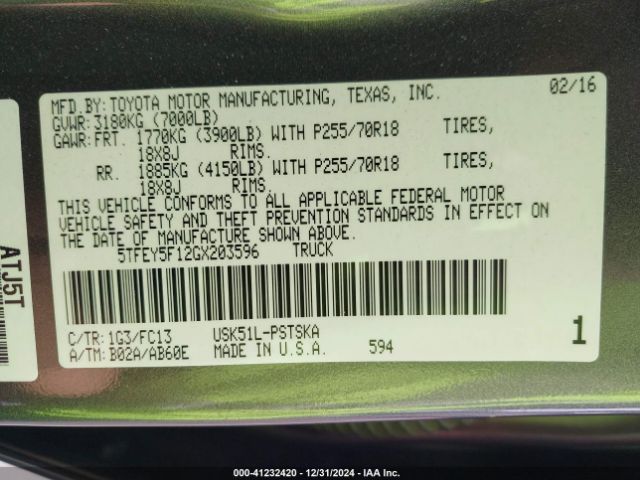 MFD.BY: TOYOTA MOTOR MANUFACTURING, TEXAS, INC. 02/16
GVWR: 3180KG (7000LB)
GAWR: FRT. 1770KG (3900LB) WITH P255/70R18 TIRES,
18X8J RIMS.
RR. 1885KG (4150LB) WITH P255/70R18 TIRES,
18X8J RIMS.
THIS VEHICLE CONFORMS TO ALL APPLICABLE FEDERAL MOTOR
VEHICLE SAFETY AND THEFT PREVENTION STANDARDS IN EFFECT ON
THE DATE OF MANUFACTURE SHOWN ABOVE.
5TFEY5F12GX203596 TRUCK
C/TR: 1G3/FC13 USK51L-PSTSKA
A/TM: B02A/AB60E MADE IN U.S.A. 594
1
ATJ5T
000-41232420 - 12/31/2024 - IAA Inc.